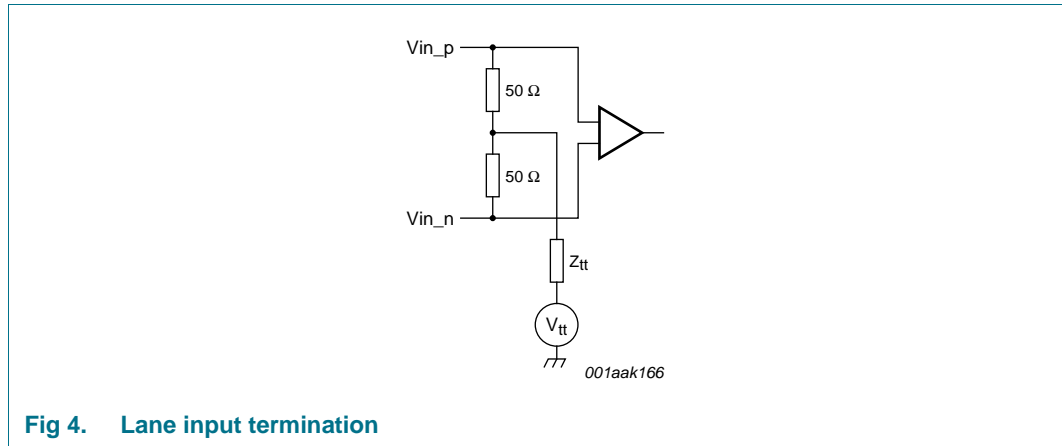 Vin_p
50 Ω
50 Ω
Vin_n
Ztt
Vtt
001aak166
Fig 4. Lane input termination